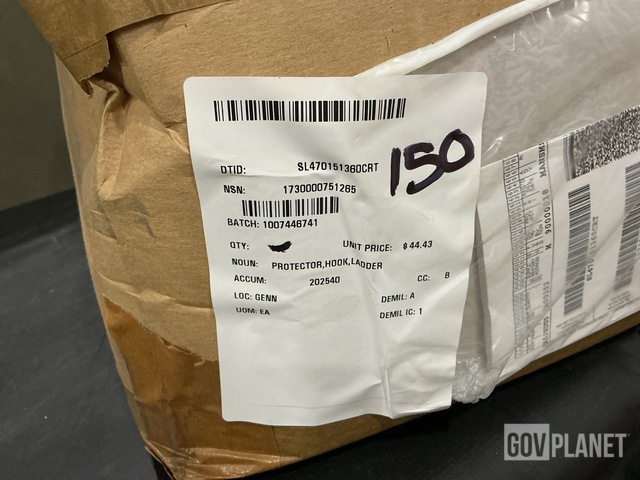 DTID: SL470151360CRT
150
NSN: 1730000751265
BATCH: 1007446741
QTY: UNIT PRICE: $ 44.43
NOUN: PROTECTOR,HOOK,LADDER
ACCUM: 202540 CC: B
LOC: GENN DEMIL: A
UOM: EA DEMIL IC: 1
GOVPLANET